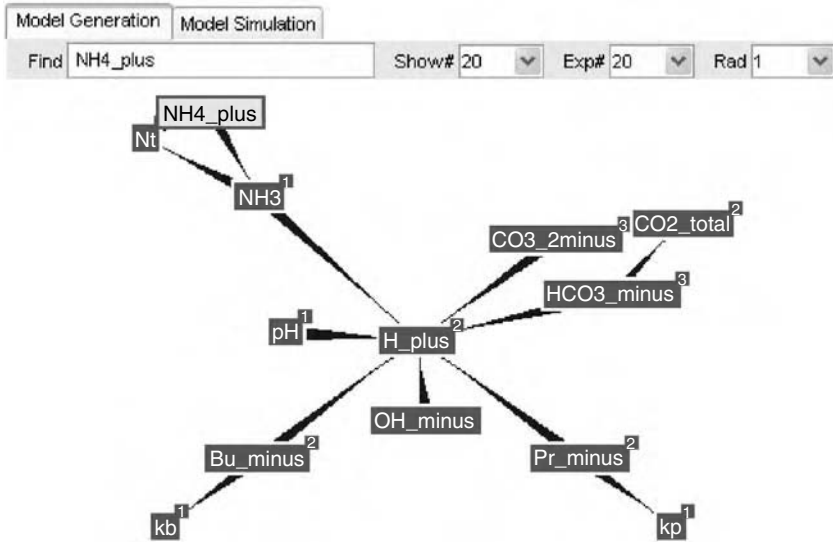 Model Generation Model Simulation
Find NH4_plus Show# 20 Exp# 20 Rad 1
NH4_plus
Nt
NH3 1
CO3_2minus 3 CO2_total 2
HCO3_minus 3
pH 1 H_plus 2
OH_minus
Bu_minus 2 Pr_minus 2
kb 1 kp 1